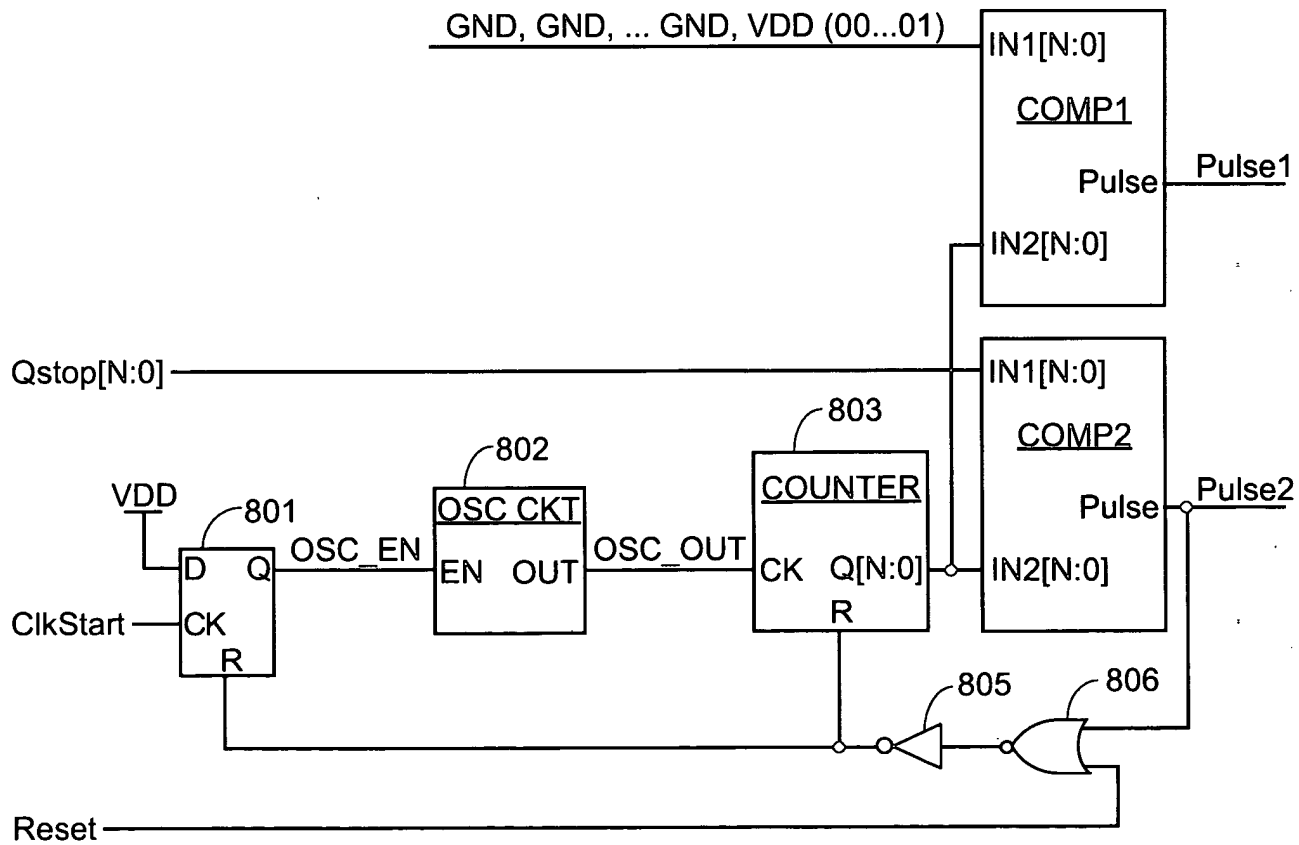 GND, GND, ... GND, VDD (00...01)
IN1[N:0]
COMP1
Pulse
Pulse1
IN2[N:0]
Qstop[N:0]
IN1[N:0]
COMP2
Pulse
Pulse2
IN2[N:0]
803
COUNTER
CK
Q[N:0]
R
802
OSC CKT
EN
OUT
OSC_OUT
VDD
801
OSC_EN
D
Q
ClkStart
CK
R
805
806
Reset